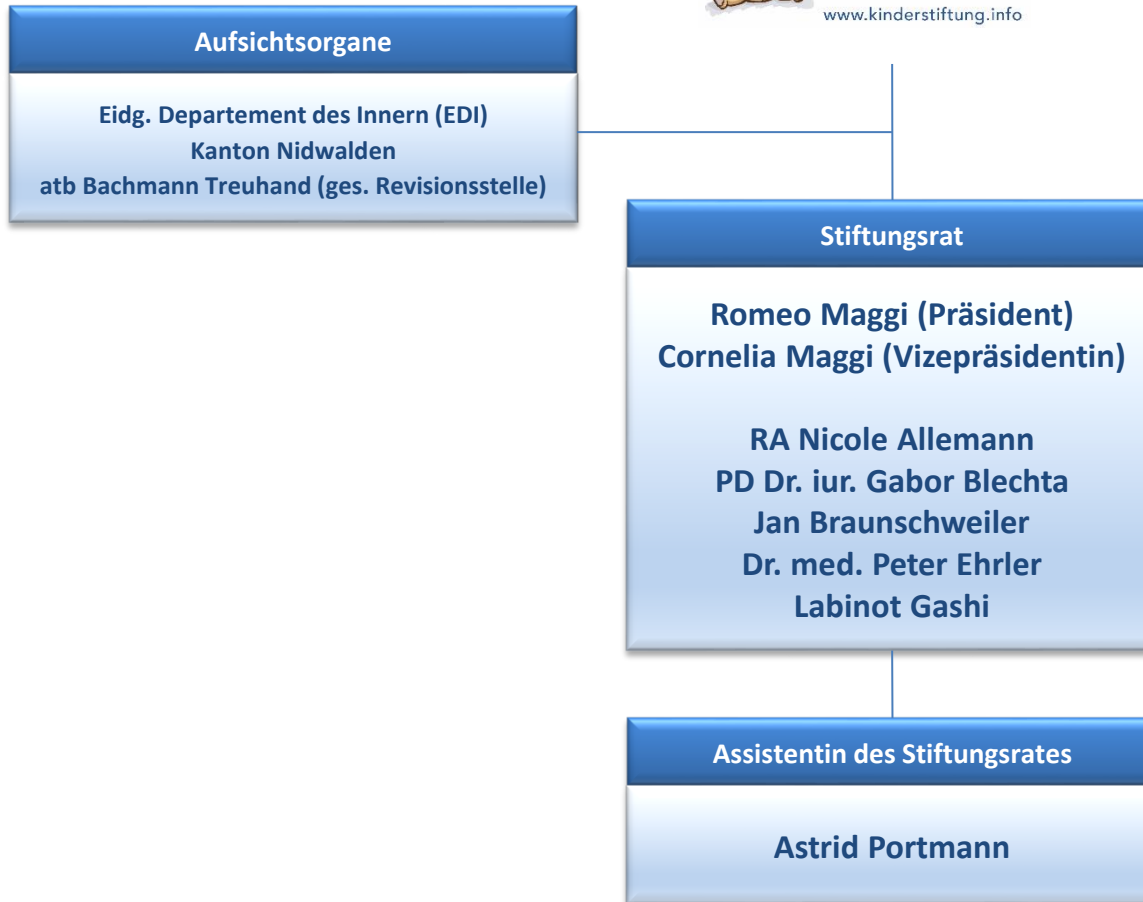 www.kinderstiftung.info
Aufsichtsorgane
Eidg. Departement des Innern (EDI)
Kanton Nidwalden
atb Bachmann Treuhand (ges. Revisionsstelle)
Stiftungsrat
Romeo Maggi (Präsident)
Cornelia Maggi (Vizepräsidentin)
RA Nicole Allemann
PD Dr. iur. Gabor Blechta
Jan Braunschweiler
Dr. med. Peter Ehrler
Labinot Gashi
Assistentin des Stiftungsrates
Astrid Portmann